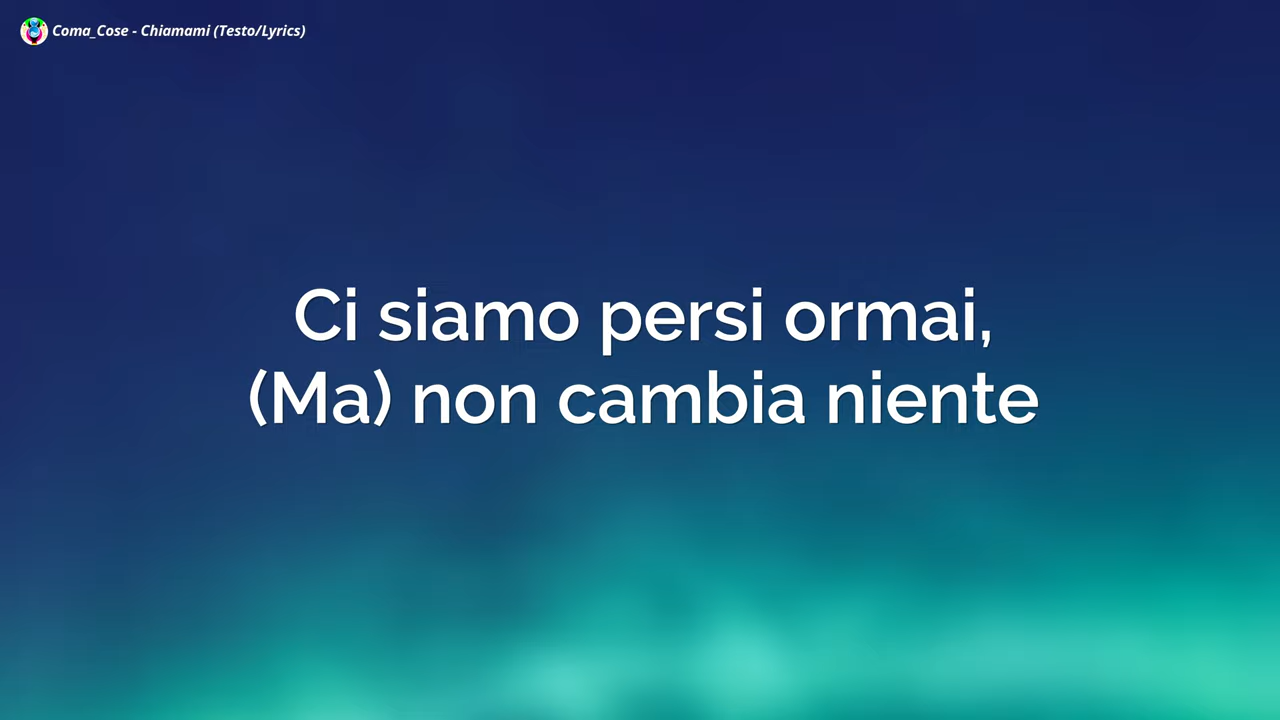 Coma_Cose - Chiamami (Testo/Lyrics)
Ci siamo persi ormai,
(Ma) non cambia niente